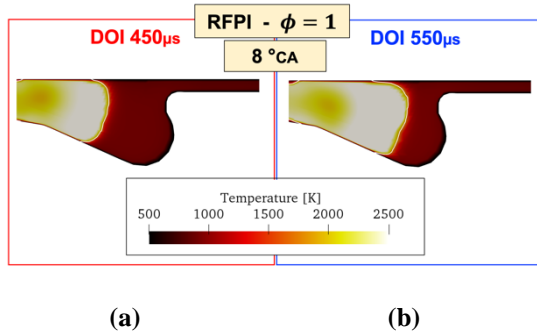 RFPI - ϕ = 1
DOI 450μs
DOI 550μs
8 °CA
Temperature [K]
500 1000 1500 2000 2500
(a) (b)